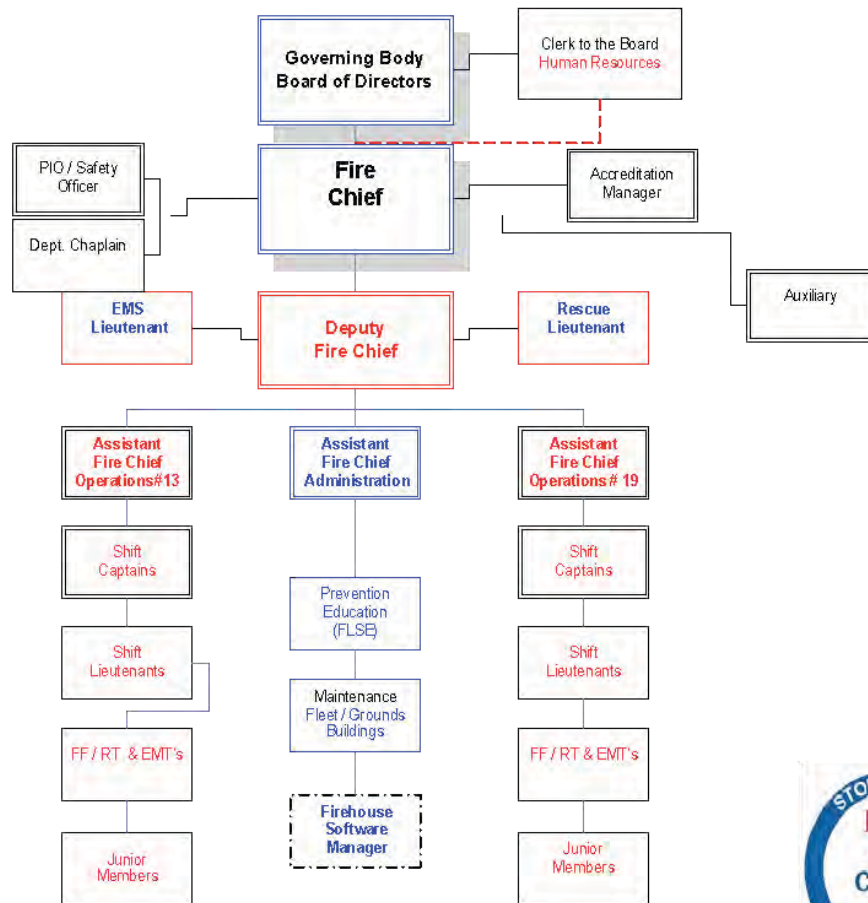 Governing Body
Board of Directors
Clerk to the Board
Human Resources
PIO / Safety
Officer
Fire
Chief
Accreditation
Manager
Dept. Chaplain
Auxiliary
EMS
Lieutenant
Deputy
Fire Chief
Rescue
Lieutenant
Assistant
Fire Chief
Operations#13
Assistant
Fire Chief
Administration
Assistant
Fire Chief
Operations # 19
Shift
Captains
Shift
Captains
Prevention
Education
(FLSE)
Shift
Lieutenants
Shift
Lieutenants
Maintenance
Fleet / Grounds
Buildings
FF / RT & EMT's
FF / RT & EMT's
Firehouse
Software
Manager
Junior
Members
Junior
Members